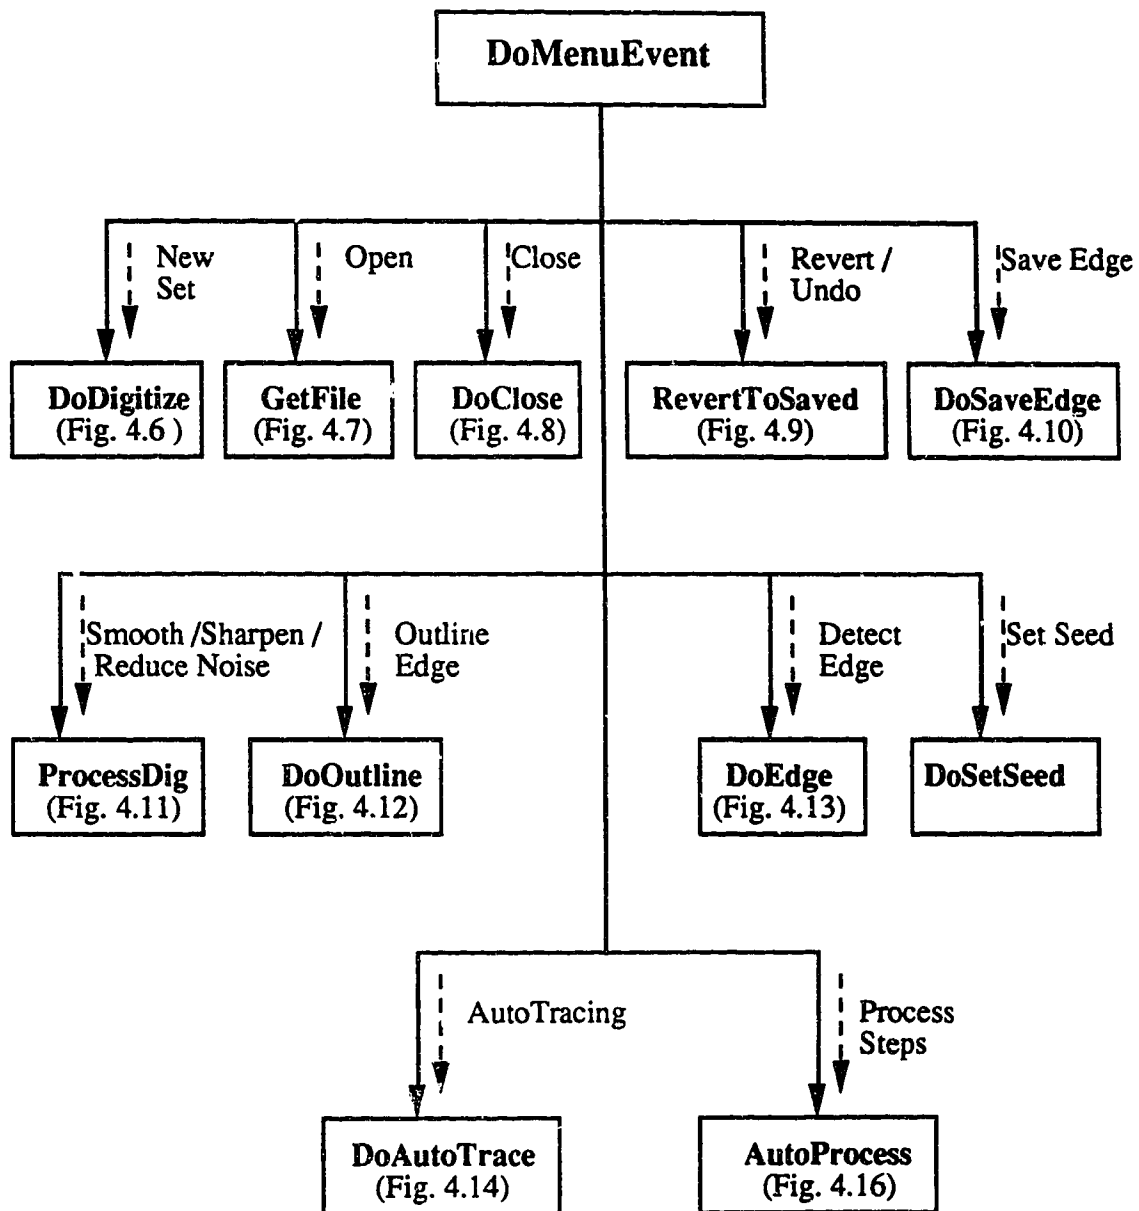 DoMenuEvent
New
Set
Open
Close
Revert /
Undo
Save Edge
DoDigitize
(Fig. 4.6 )
GetFile
(Fig. 4.7)
DoClose
(Fig. 4.8)
RevertToSaved
(Fig. 4.9)
DoSaveEdge
(Fig. 4.10)
Smooth /Sharpen /
Reduce Noise
Outline
Edge
Detect
Edge
Set Seed
ProcessDig
(Fig. 4.11)
DoOutline
(Fig. 4.12)
DoEdge
(Fig. 4.13)
DoSetSeed
AutoTracing
Process
Steps
DoAutoTrace
(Fig. 4.14)
AutoProcess
(Fig. 4.16)